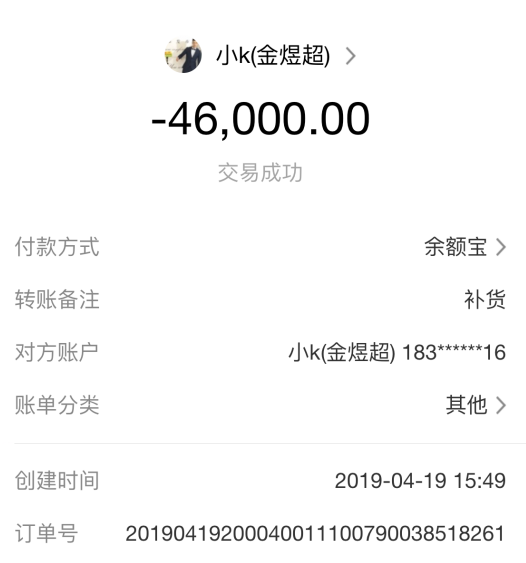 小k(金煜超)
-46,000.00
交易成功
付款方式 余额宝
转账备注 补货
对方账户 小k(金煜超) 183******16
账单分类 其他
创建时间 2019-04-19 15:49
订单号 20190419200040011100790038518261